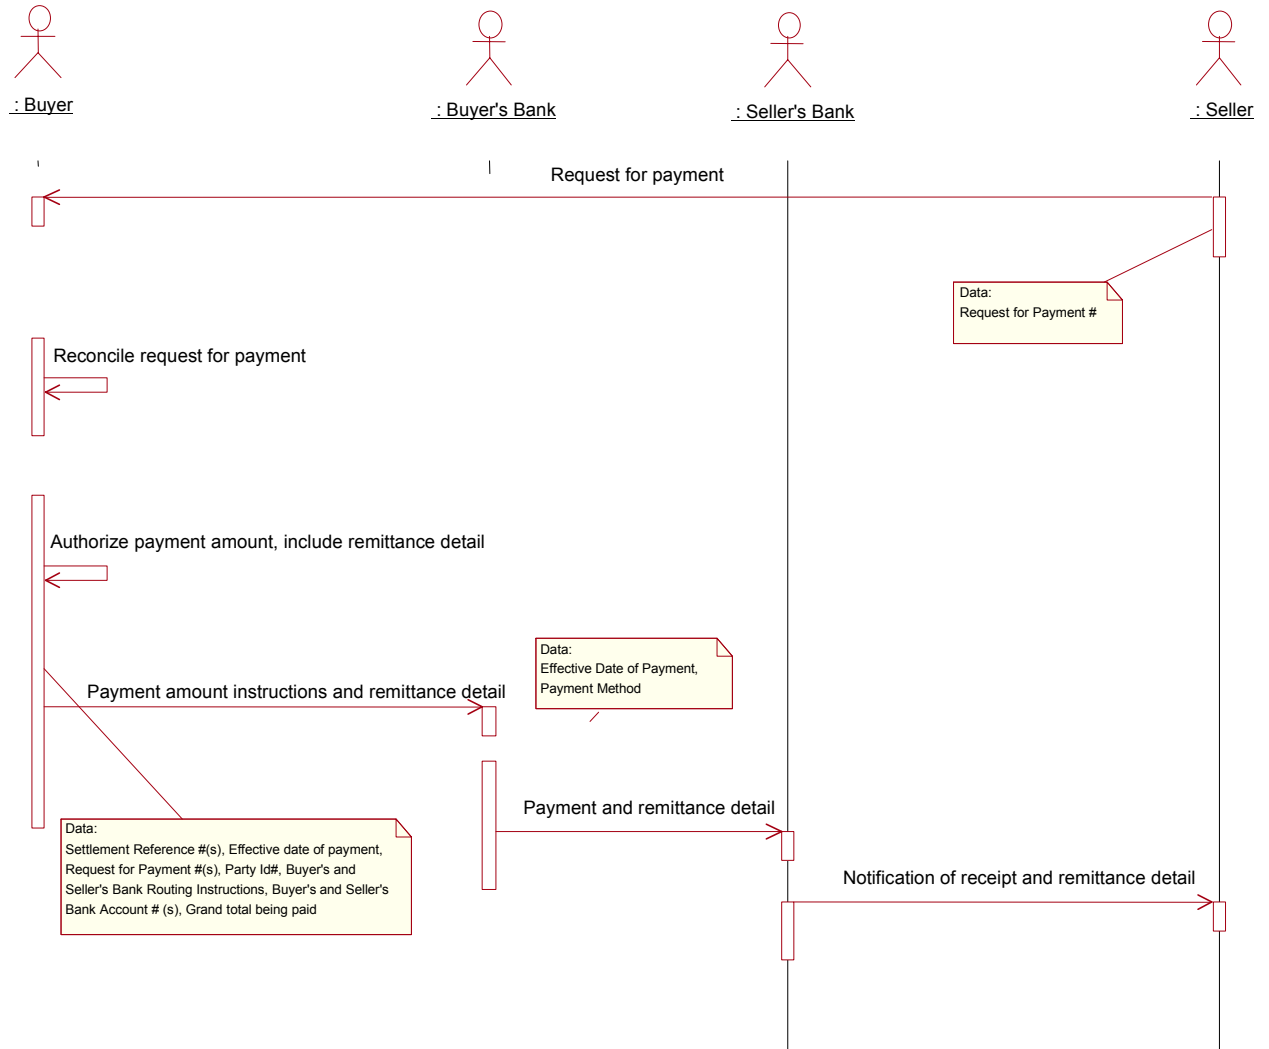 : Buyer
: Buyer's Bank
: Seller's Bank
: Seller
Request for payment
Data:
Request for Payment #
Reconcile request for payment
Authorize payment amount, include remittance detail
Data:
Effective Date of Payment,
Payment Method
Payment amount instructions and remittance detail
Payment and remittance detail
Data:
Settlement Reference #(s), Effective date of payment,
Request for Payment #(s), Party Id#, Buyer's and
Seller's Bank Routing Instructions, Buyer's and Seller's
Bank Account # (s), Grand total being paid
Notification of receipt and remittance detail